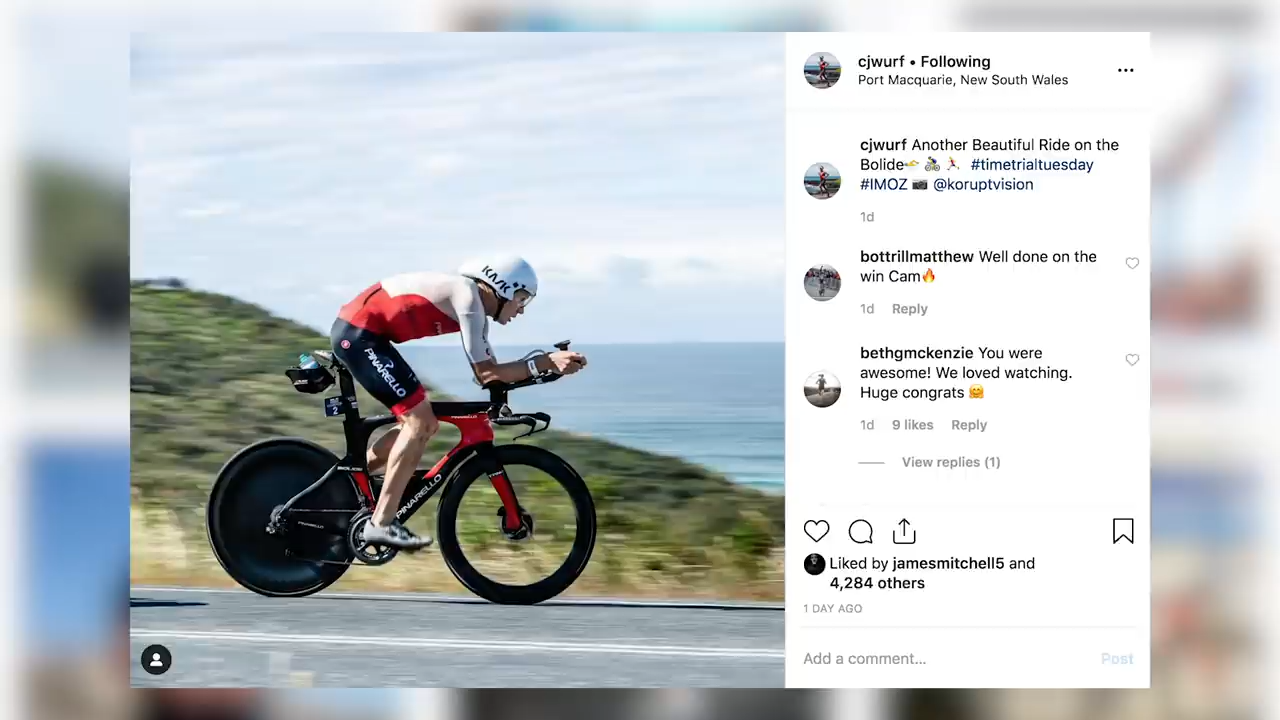 cjwurf • Following
Port Macquarie, New South Wales
cjwurf Another Beautiful Ride on the
Bolide🏊🚴🏃 #timetrialtuesday
#IMOZ 📷 @koruptvision
1d
bottrillmatthew Well done on the
win Cam🔥
1d Reply
bethgmckenzie You were
awesome! We loved watching.
Huge congrats 🤗
1d 9 likes Reply
View replies (1)
Liked by jamesmitchell5 and
4,284 others
1 DAY AGO
Add a comment... Post
KASK
PINARELLO
2
PINARELLO
BOLIDE
PINARELLO
PINARELLO